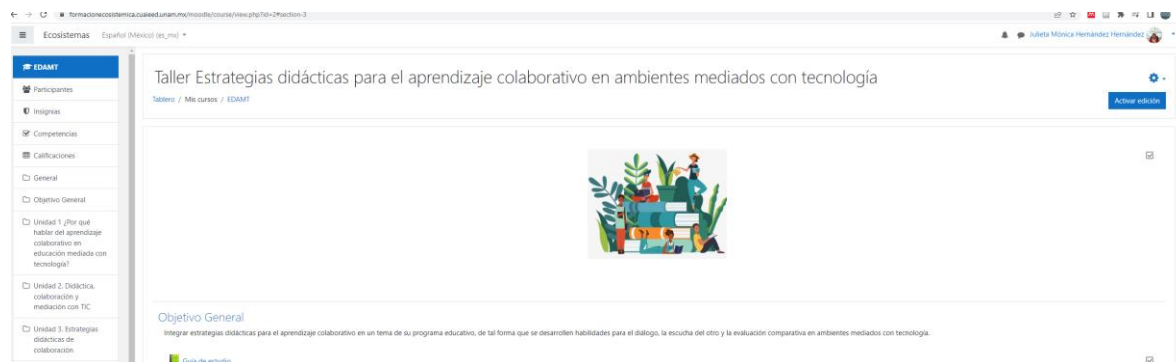 formacionecosistemica.cuaieed.unam.mx/moodle/course/view.php?id=2#section-3
Ecosistemas Español (México) (es_mx)
Julieta Mónica Hernández Hernández
EDAMT
Participantes
Insignias
Competencias
Calificaciones
General
Objetivo General
Unidad 1 ¿Por qué
hablar del aprendizaje
colaborativo en
educación mediada con
tecnología?
Unidad 2. Didáctica,
colaboración y
mediación con TIC
Unidad 3. Estrategias
didácticas de
colaboración
Taller Estrategias didácticas para el aprendizaje colaborativo en ambientes mediados con tecnología
Tablero / Mis cursos / EDAMT
Activar edición
Objetivo General
Integrar estrategias didácticas para el aprendizaje colaborativo en un tema de su programa educativo, de tal forma que se desarrollen habilidades para el diálogo, la escucha del otro y la evaluación comparativa en ambientes mediados con tecnología.
Guía de estudio